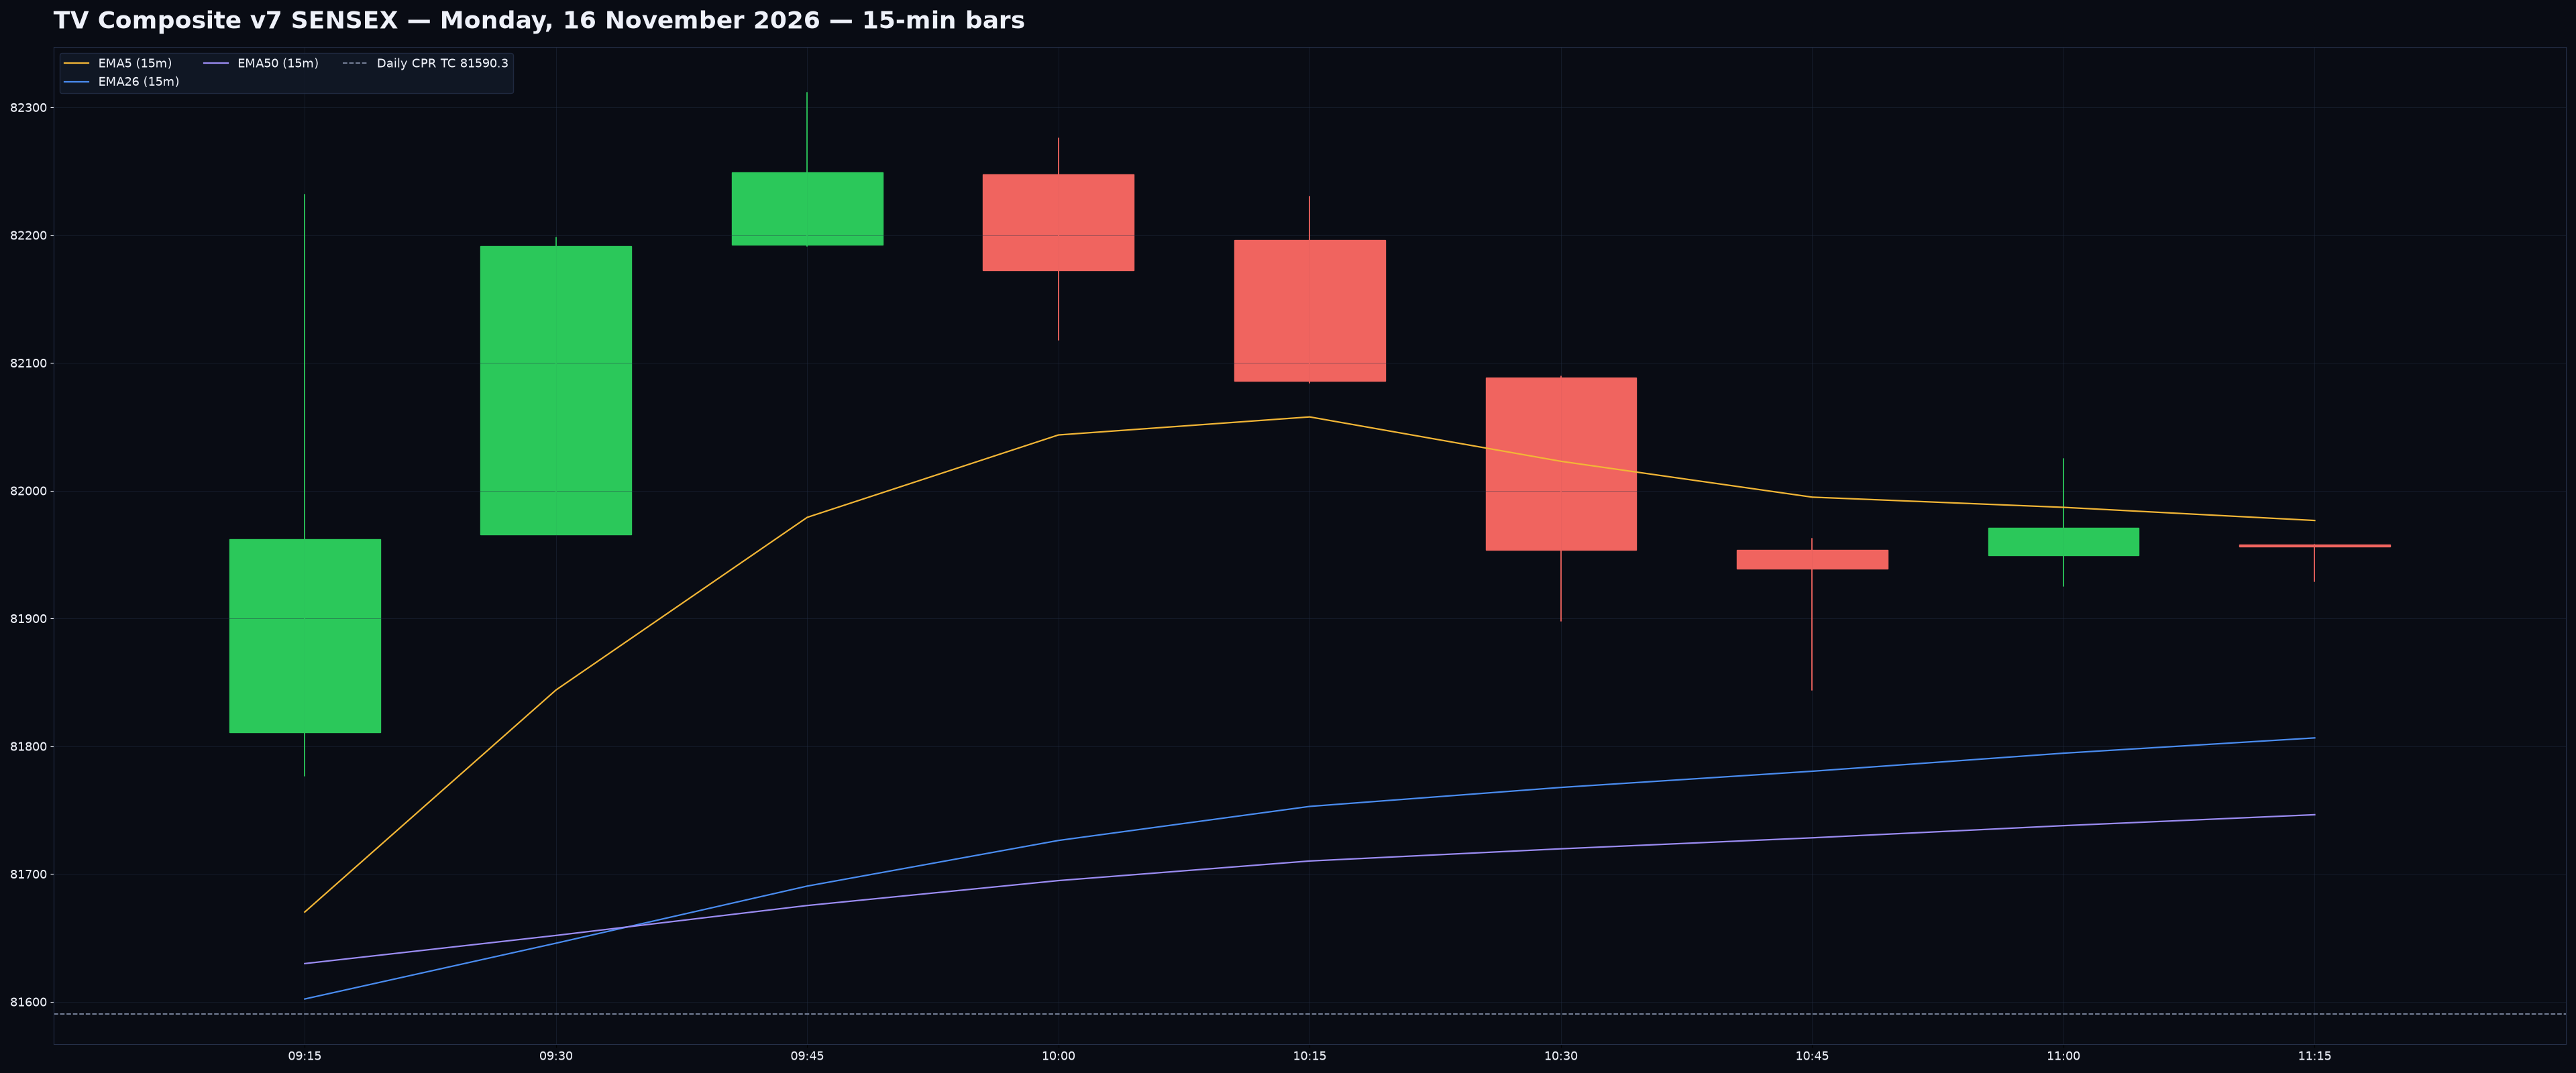 TV Composite v7 SENSEX — Monday, 16 November 2026 — 15-min bars
EMA5 (15m) EMA50 (15m) Daily CPR TC 81590.3
EMA26 (15m)
82300
82200
82100
82000
81900
81800
81700
81600
09:15 09:30 09:45 10:00 10:15 10:30 10:45 11:00 11:15